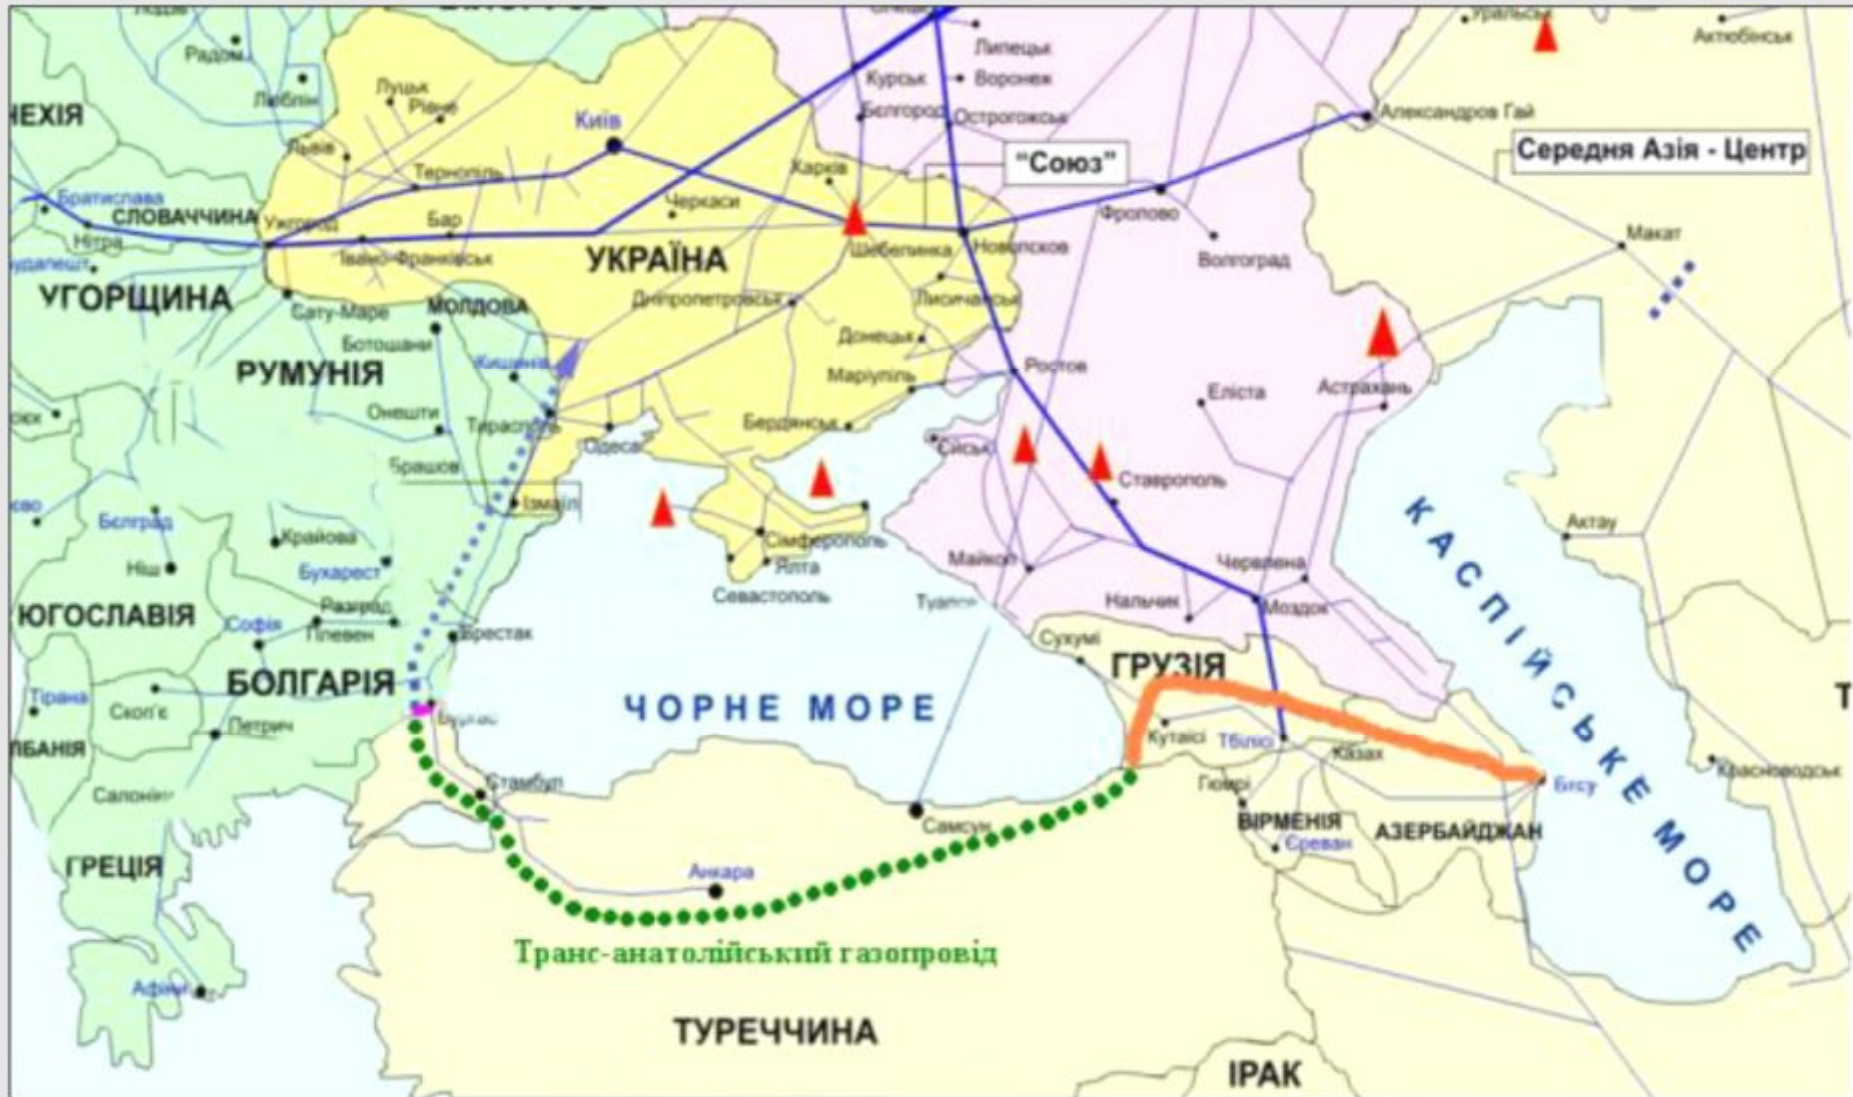 Радом
Люблін
Луцьк
Рівне
Київ
Львів
Тернопіль
Харків
Черкаси
Курськ
Бєлгород
Липецьк
Воронеж
Острогожськ
"Союз"
Уральськ
Актюбінськ
Александров Гай
Середня Азія - Центр
ЧЕХІЯ
Братислава
СЛОВАЧЧИНА
Нітра
Ужгород
Бар
Івано-Франківськ
УКРАЇНА
Шебелинка
Новопсков
Фролово
Волгоград
Макат
УГОРЩИНА
Сату-Маре
МОЛДОВА
Ботошани
Дніпропетровськ
Лисичанськ
Донецьк
РУМУНІЯ
Кишинів
Маріуполь
Ростов
Еліста
Астрахань
Онешти
Тирасполь
Одеса
Бердянськ
Єйськ
Брашов
Ізмаїл
Ставрополь
Бєлград
Крайова
Бухарест
Ніш
Сімферополь
Ялта
Севастополь
Майкоп
Туапсе
Червлена
Нальчик
Моздок
Актау
КАСПІЙСЬКЕ МОРЕ
ЮГОСЛАВІЯ
Софія
Разград
Плевен
Брестак
Сухумі
ГРУЗІЯ
БОЛГАРІЯ
ЧОРНЕ МОРЕ
Тірана
Скоп'є
Петрич
Бургас
Кутаїсі
Тбілісі
Казах
Стамбул
Салоніки
Гюмрі
Красноводськ
Самсун
ВІРМЕНІЯ
АЗЕРБАЙДЖАН
Єреван
ГРЕЦІЯ
Анкара
Транс-анатолійський газопровід
Афіни
ТУРЕЧЧИНА
ІРАК